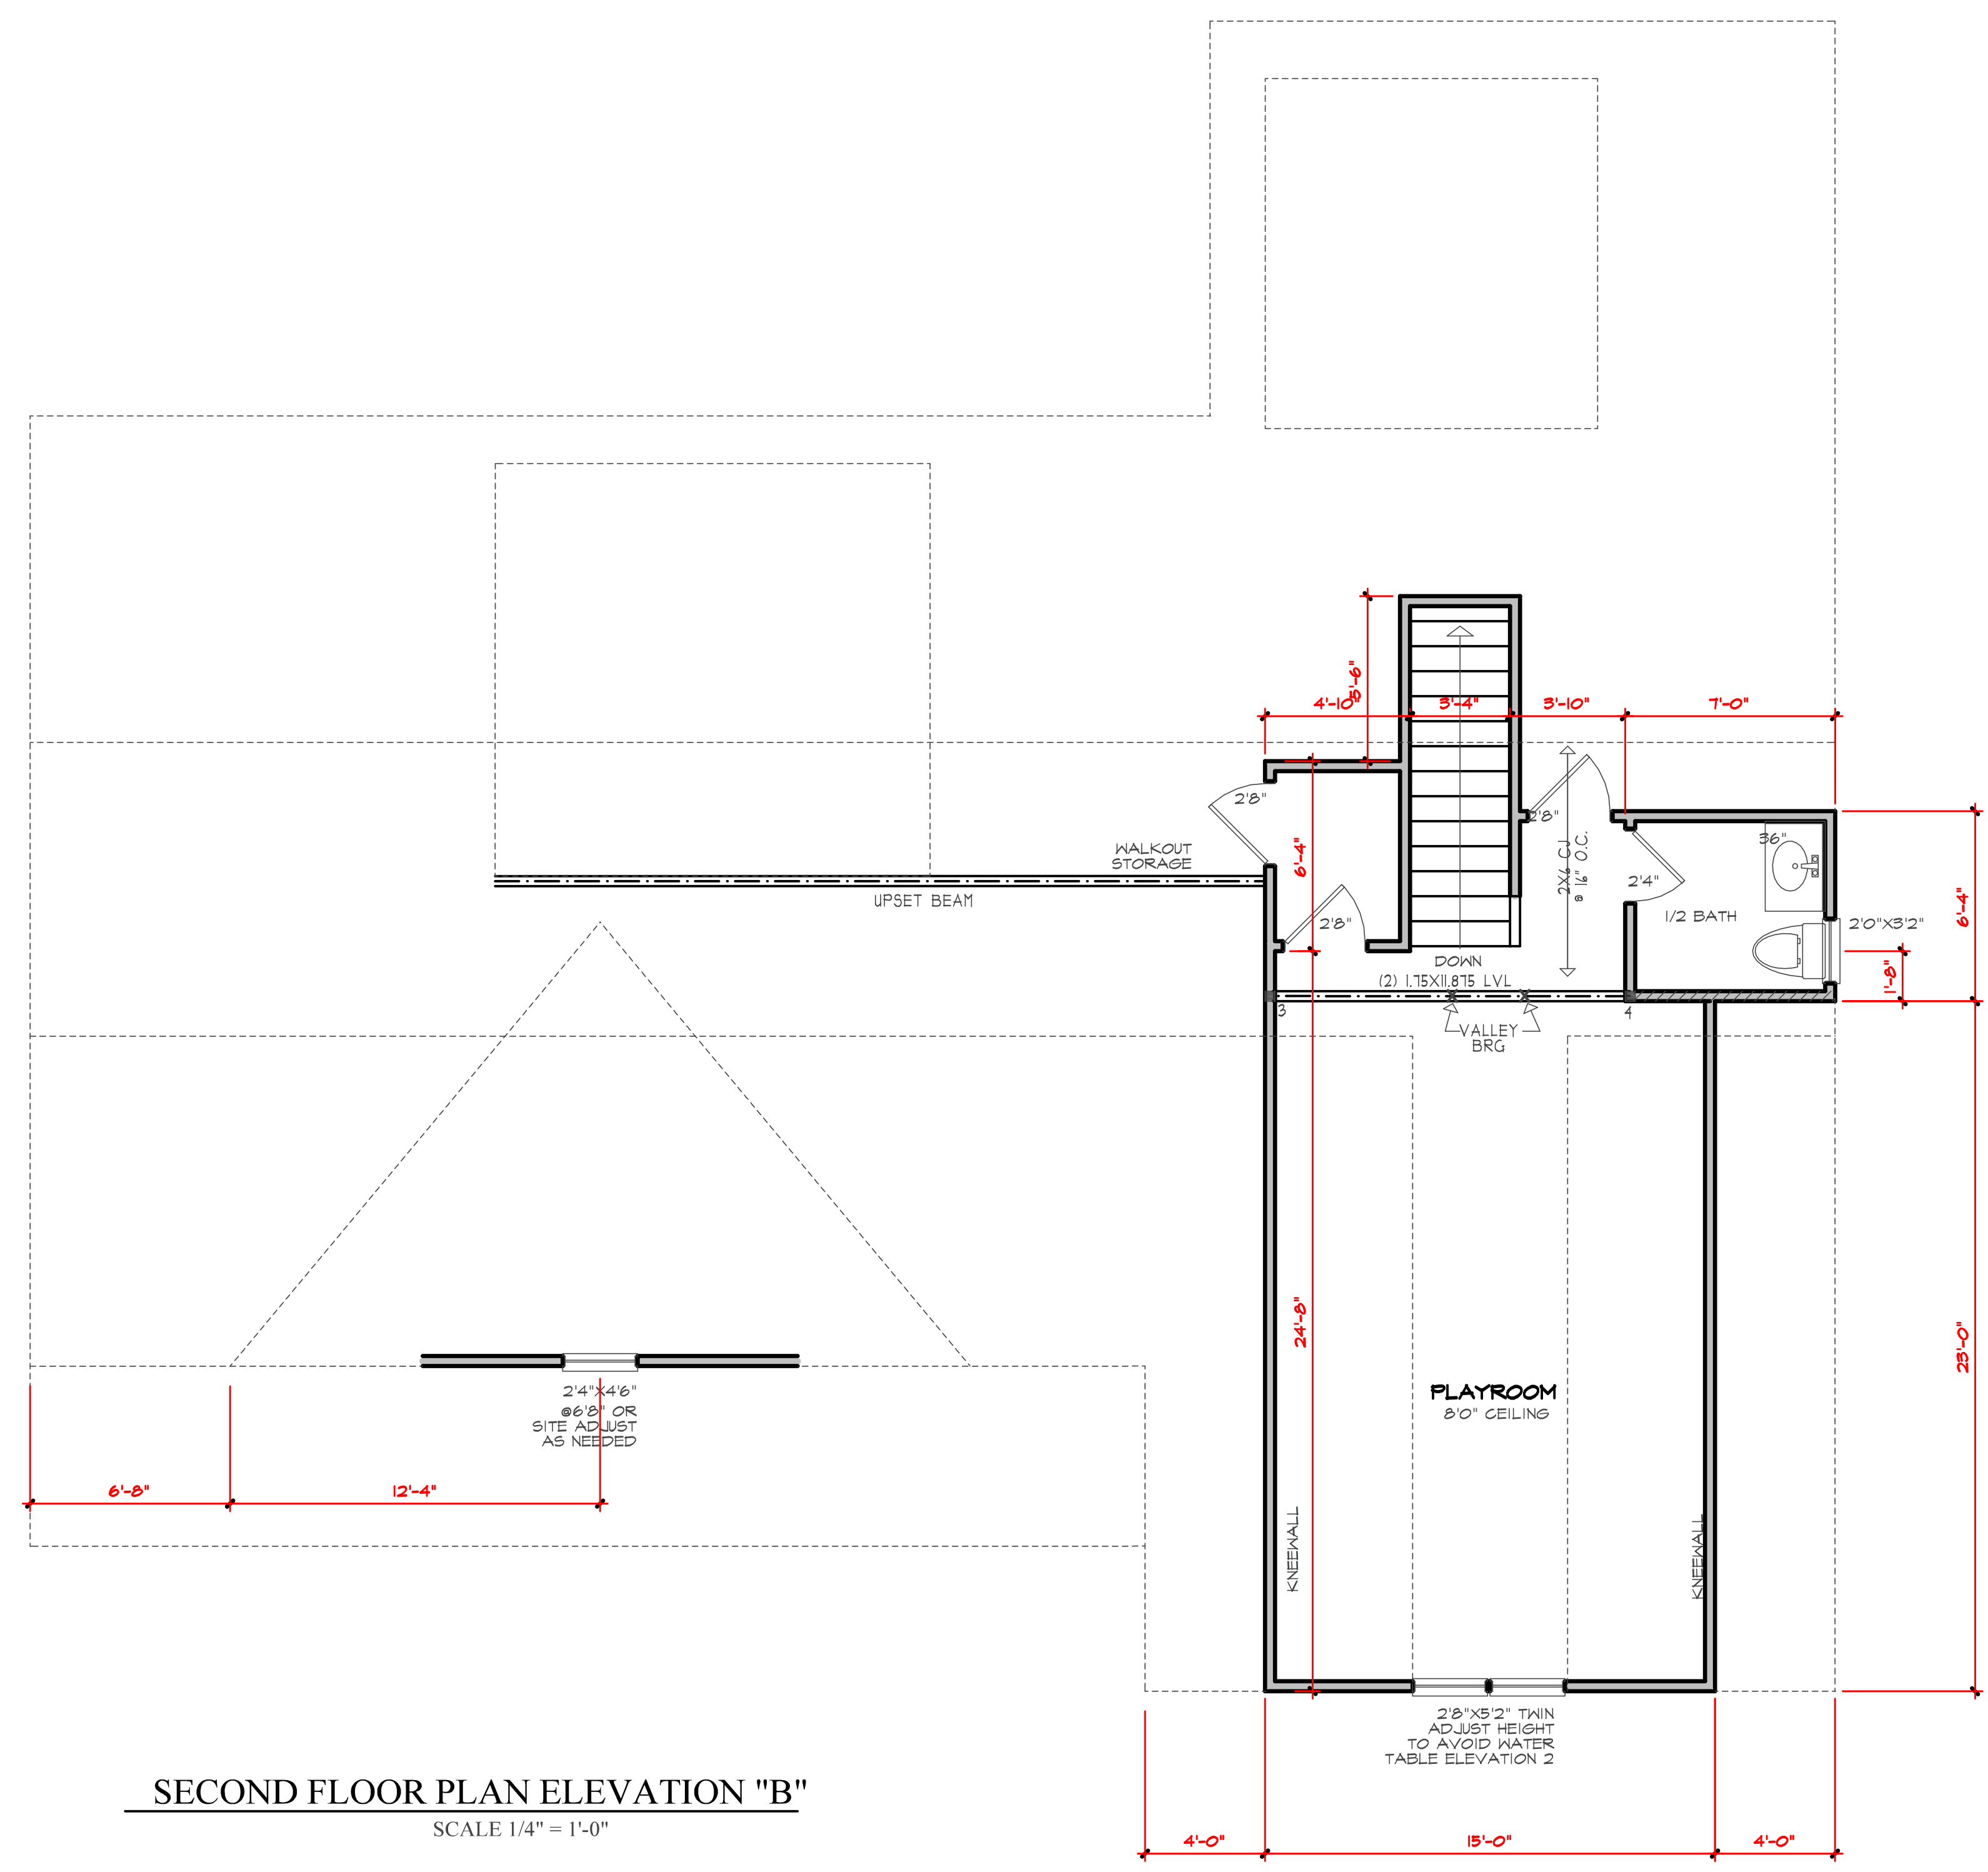 5'-6"
4'-10"
3'-4"
3'-10"
7'-0"
2'8"
2'8"
36"
WALKOUT
STORAGE
6'-4"
2X6 CJ
@ 16" O.C.
2'4"
6'-4"
UPSET BEAM
2'8"
1/2 BATH
2'0"X3'2"
DOWN
(2) 1.75X11.875 LVL
1'-8"
3
4
VALLEY
BRG
24'-8"
23'-0"
PLAYROOM
8'0" CEILING
2'4"X4'6"
@6'8" OR
SITE ADJUST
AS NEEDED
6'-8"
12'-4"
KNEEWALL
KNEEWALL
2'8"X5'2" TWIN
ADJUST HEIGHT
TO AVOID WATER
TABLE ELEVATION 2
SECOND FLOOR PLAN ELEVATION "B"
SCALE 1/4" = 1'-0"
4'-0"
15'-0"
4'-0"